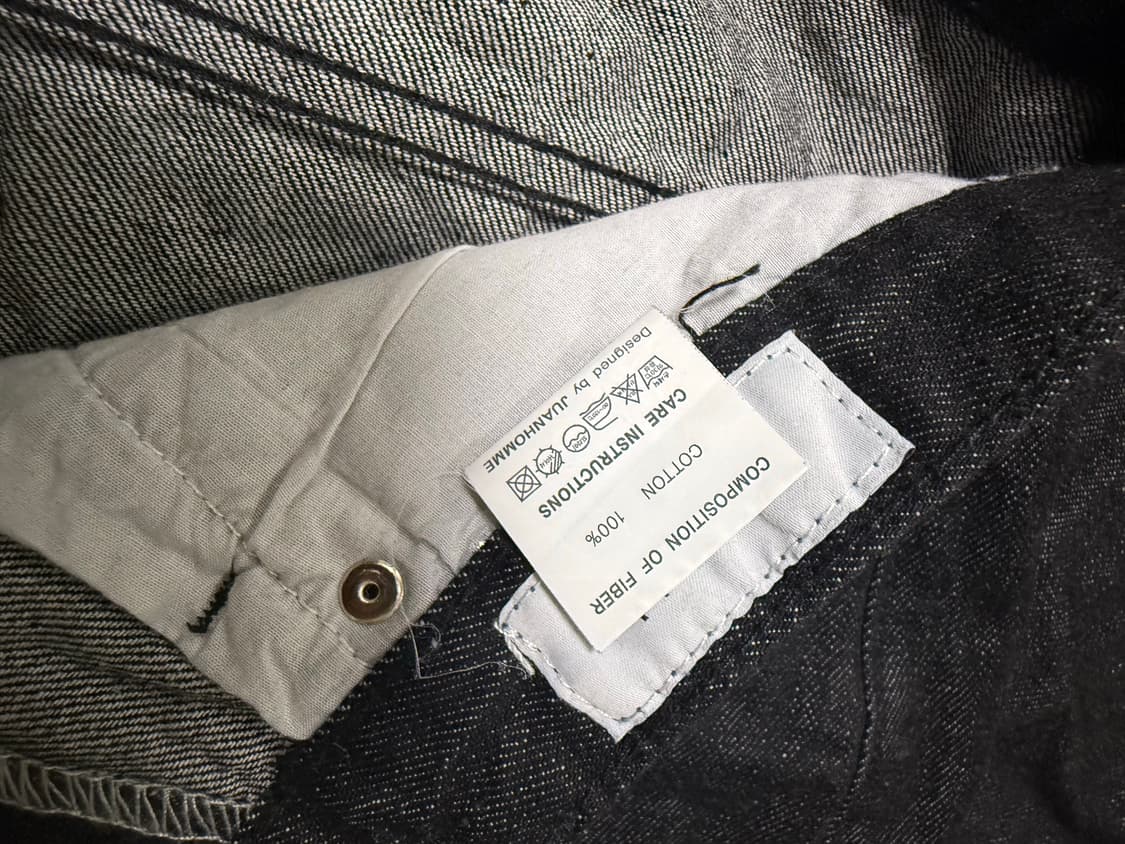 COMPOSITION OF FIBER
COTTON 100%
CARE INSTRUCTIONS
Designed by JUANHOMME